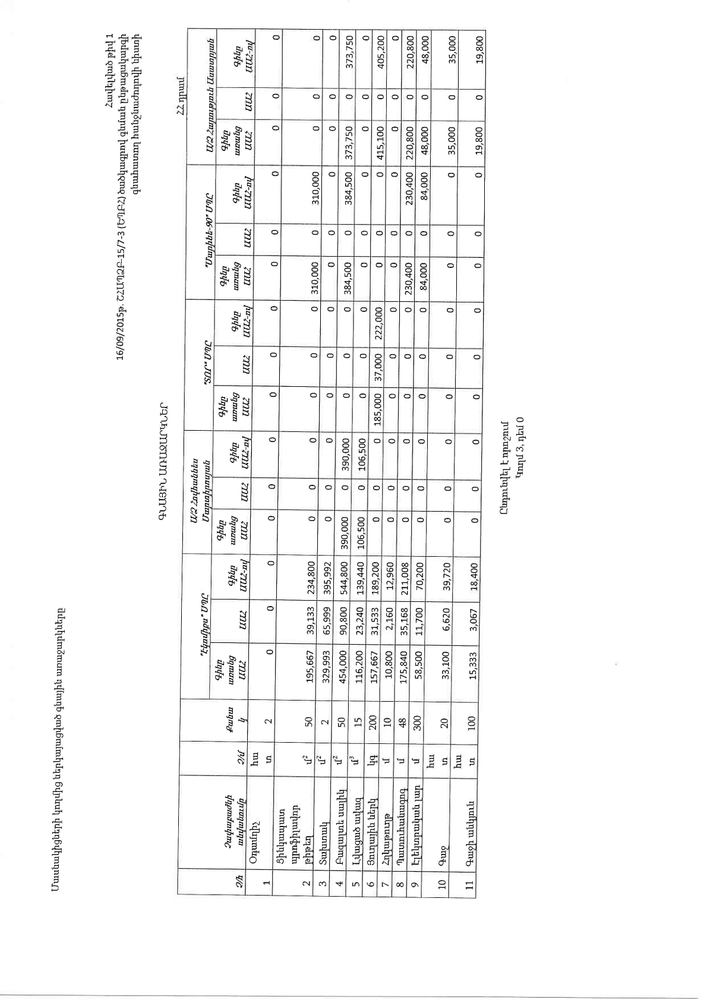 Մասնակիցների կողմից ներկայացված գնային առաջարկները
Հավելված թիվ 1
16/09/2015թ. ՇՀԱՊՁԲ-15/7-3 (ԵՂԲՀ) ծածկագրով գնման ընթացակարգի
գնահատող հանձնաժողովի նիստի
ԳՆԱՅԻՆ ԱՌԱՋԱՐԿՆԵՐ
ՀՀ դրամ
Չ/հ Չափաբաժնի անվանումը Չ/մ Քանակ "Էկոմիքս" ՍՊԸ Ա/Ձ Հովհաննես Մարտիրոսյան "ՏՈՐ" ՍՊԸ "Մարինե-90" ՍՊԸ Ա/Ձ Հարություն Ասատրյան
Գինը առանց ԱԱՀ ԱԱՀ Գինը ԱԱՀ-ով Գինը առանց ԱԱՀ ԱԱՀ Գինը ԱԱՀ-ով Գինը առանց ԱԱՀ ԱԱՀ Գինը ԱԱՀ-ով Գինը առանց ԱԱՀ ԱԱՀ Գինը ԱԱՀ-ով Գինը առանց ԱԱՀ ԱԱՀ Գինը ԱԱՀ-ով
1 Օդամղիչ հատ 2 0 0 0 0 0 0 0 0 0 0 0 0 0 0 0
2 Ցինկապատ պրոֆիլավոր թիթեղ մ² 50 195,667 39,133 234,800 0 0 0 0 0 0 310,000 0 310,000 0 0 0
3 Տախտակ մ² 2 329,993 65,999 395,992 0 0 0 0 0 0 0 0 0 0 0 0
4 Բազալտե սալիկ մ² 50 454,000 90,800 544,800 390,000 0 390,000 0 0 0 384,500 0 384,500 373,750 0 373,750
5 Լվացած ավազ մ³ 15 116,200 23,240 139,440 106,500 0 106,500 0 0 0 0 0 0 0 0 0
6 Յուղային ներկ կգ 200 157,667 31,533 189,200 0 0 0 185,000 37,000 222,000 0 0 0 415,100 0 405,200
7 Հղկաթուղթ մ 10 10,800 2,160 12,960 0 0 0 0 0 0 0 0 0 0 0 0
8 Պատուհանագոգ մ 48 175,840 35,168 211,008 0 0 0 0 0 0 230,400 0 230,400 220,800 0 220,800
9 Էլեկտրական լար մ 300 58,500 11,700 70,200 0 0 0 0 0 0 84,000 0 84,000 48,000 0 48,000
10 Գաջ հատ 20 33,100 6,620 39,720 0 0 0 0 0 0 0 0 0 35,000 0 35,000
11 Գաջի անկյուն հատ 100 15,333 3,067 18,400 0 0 0 0 0 0 0 0 0 19,800 0 19,800
Ընդունվել է որոշում
Կողմ 3, դեմ 0